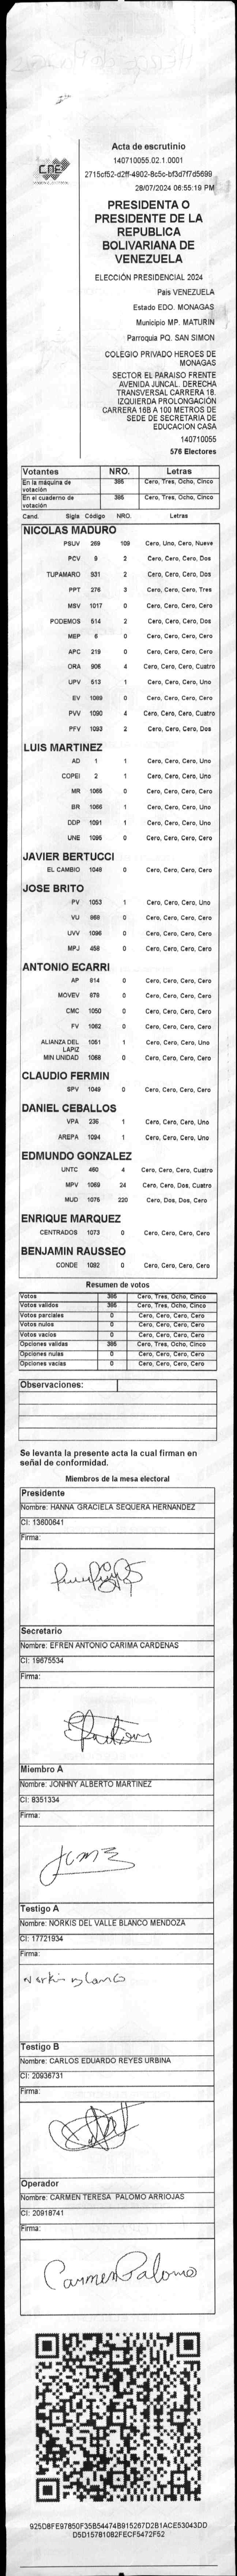 CNE
Acta de escrutinio
140710055.02.1.0001
2715cf52-d2ff-4902-8c5c-bf3d7f7d5699
28/07/2024 06:55:19 PM
PRESIDENTA O
PRESIDENTE DE LA
REPUBLICA
BOLIVARIANA DE
VENEZUELA
ELECCIÓN PRESIDENCIAL 2024
País VENEZUELA
Estado EDO. MONAGAS
Municipio MP. MATURIN
Parroquia PQ. SAN SIMON
COLEGIO PRIVADO HEROES DE
MONAGAS
SECTOR EL PARAISO FRENTE
AVENIDA JUNCAL. DERECHA
TRANSVERSAL CARRERA 18.
IZQUIERDA PROLONGACIÓN
CARRERA 16B A 100 METROS DE
SEDE DE SECRETARIA DE
EDUCACION CASA
140710055
576 Electores
Votantes NRO. Letras
En la máquina de votación 385 Cero, Tres, Ocho, Cinco
En el cuaderno de votación 385 Cero, Tres, Ocho, Cinco
Cand. Sigla Código NRO. Letras
NICOLAS MADURO
PSUV 269 109 Cero, Uno, Cero, Nueve
PCV 9 2 Cero, Cero, Cero, Dos
TUPAMARO 931 2 Cero, Cero, Cero, Dos
PPT 276 3 Cero, Cero, Cero, Tres
MSV 1017 0 Cero, Cero, Cero, Cero
PODEMOS 514 2 Cero, Cero, Cero, Dos
MEP 6 0 Cero, Cero, Cero, Cero
APC 219 0 Cero, Cero, Cero, Cero
ORA 906 4 Cero, Cero, Cero, Cuatro
UPV 513 1 Cero, Cero, Cero, Uno
EV 1089 0 Cero, Cero, Cero, Cero
PVV 1090 4 Cero, Cero, Cero, Cuatro
PFV 1093 2 Cero, Cero, Cero, Dos
LUIS MARTINEZ
AD 1 1 Cero, Cero, Cero, Uno
COPEI 2 1 Cero, Cero, Cero, Uno
MR 1065 0 Cero, Cero, Cero, Cero
BR 1066 1 Cero, Cero, Cero, Uno
DDP 1091 1 Cero, Cero, Cero, Uno
UNE 1095 0 Cero, Cero, Cero, Cero
JAVIER BERTUCCI
EL CAMBIO 1048 0 Cero, Cero, Cero, Cero
JOSE BRITO
PV 1053 1 Cero, Cero, Cero, Uno
VU 868 0 Cero, Cero, Cero, Cero
UVV 1096 0 Cero, Cero, Cero, Cero
MPJ 458 0 Cero, Cero, Cero, Cero
ANTONIO ECARRI
AP 814 0 Cero, Cero, Cero, Cero
MOVEV 878 0 Cero, Cero, Cero, Cero
CMC 1050 0 Cero, Cero, Cero, Cero
FV 1062 0 Cero, Cero, Cero, Cero
ALIANZA DEL LAPIZ 1051 1 Cero, Cero, Cero, Uno
MIN UNIDAD 1068 0 Cero, Cero, Cero, Cero
CLAUDIO FERMIN
SPV 1049 0 Cero, Cero, Cero, Cero
DANIEL CEBALLOS
VPA 236 1 Cero, Cero, Cero, Uno
AREPA 1094 1 Cero, Cero, Cero, Uno
EDMUNDO GONZALEZ
UNTC 460 4 Cero, Cero, Cero, Cuatro
MPV 1069 24 Cero, Cero, Dos, Cuatro
MUD 1075 220 Cero, Dos, Dos, Cero
ENRIQUE MARQUEZ
CENTRADOS 1073 0 Cero, Cero, Cero, Cero
BENJAMIN RAUSSEO
CONDE 1092 0 Cero, Cero, Cero, Cero
Resumen de votos
Votos 385 Cero, Tres, Ocho, Cinco
Votos validos 385 Cero, Tres, Ocho, Cinco
Votos parciales 0 Cero, Cero, Cero, Cero
Votos nulos 0 Cero, Cero, Cero, Cero
Votos vacios 0 Cero, Cero, Cero, Cero
Opciones validas 385 Cero, Tres, Ocho, Cinco
Opciones nulas 0 Cero, Cero, Cero, Cero
Opciones vacias 0 Cero, Cero, Cero, Cero
Observaciones:
Se levanta la presente acta la cual firman en
señal de conformidad.
Miembros de la mesa electoral
Presidente
Nombre: HANNA GRACIELA SEQUERA HERNANDEZ
CI: 13600641
Firma:
Secretario
Nombre: EFREN ANTONIO CARIMA CARDENAS
CI: 19675534
Firma:
Miembro A
Nombre: JONHNY ALBERTO MARTINEZ
CI: 8351334
Firma:
Testigo A
Nombre: NORKIS DEL VALLE BLANCO MENDOZA
CI: 17721934
Firma:
Norkis Blanco
Testigo B
Nombre: CARLOS EDUARDO REYES URBINA
CI: 20936731
Firma:
Operador
Nombre: CARMEN TERESA PALOMO ARRIOJAS
CI: 20918741
Firma:
Carmen Palomo
925D8FE97850F35B54474B915267D2B1ACE53043DD
D5D15781082FECF5472F52